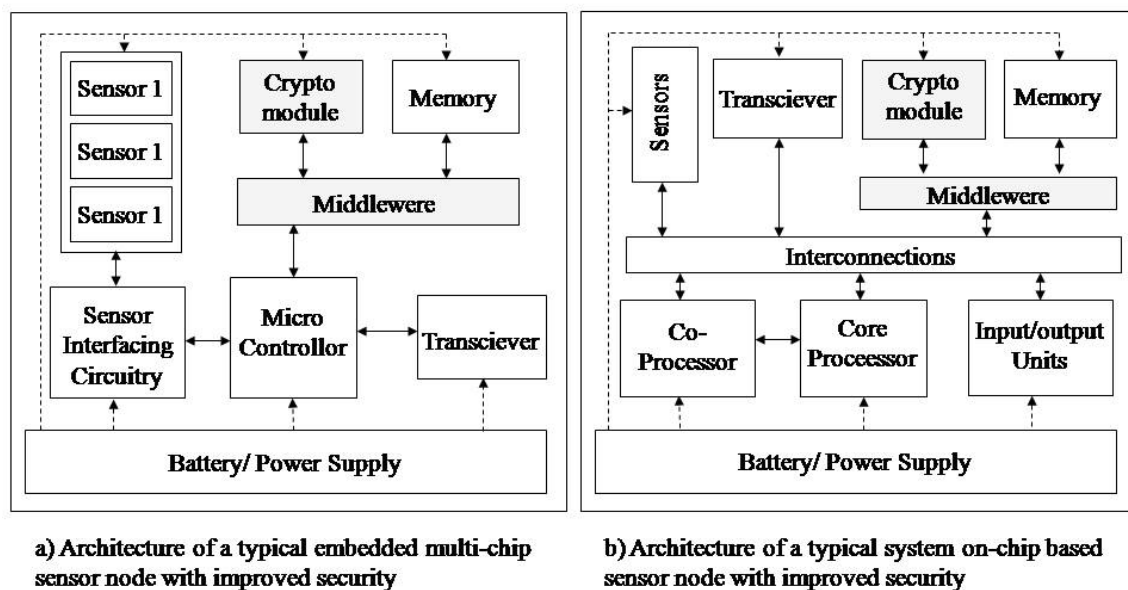 Sensor 1
Sensor 1
Sensor 1
Crypto
module
Memory
Middlewere
Sensor
Interfacing
Circuitry
Micro
Controllor
Transciever
Battery/ Power Supply
a) Architecture of a typical embedded multi-chip
sensor node with improved security
Sensors
Transciever
Crypto
module
Memory
Middlewere
Interconnections
Co-
Processor
Core
Proceessor
Input/output
Units
Battery/ Power Supply
b) Architecture of a typical system on-chip based
sensor node with improved security